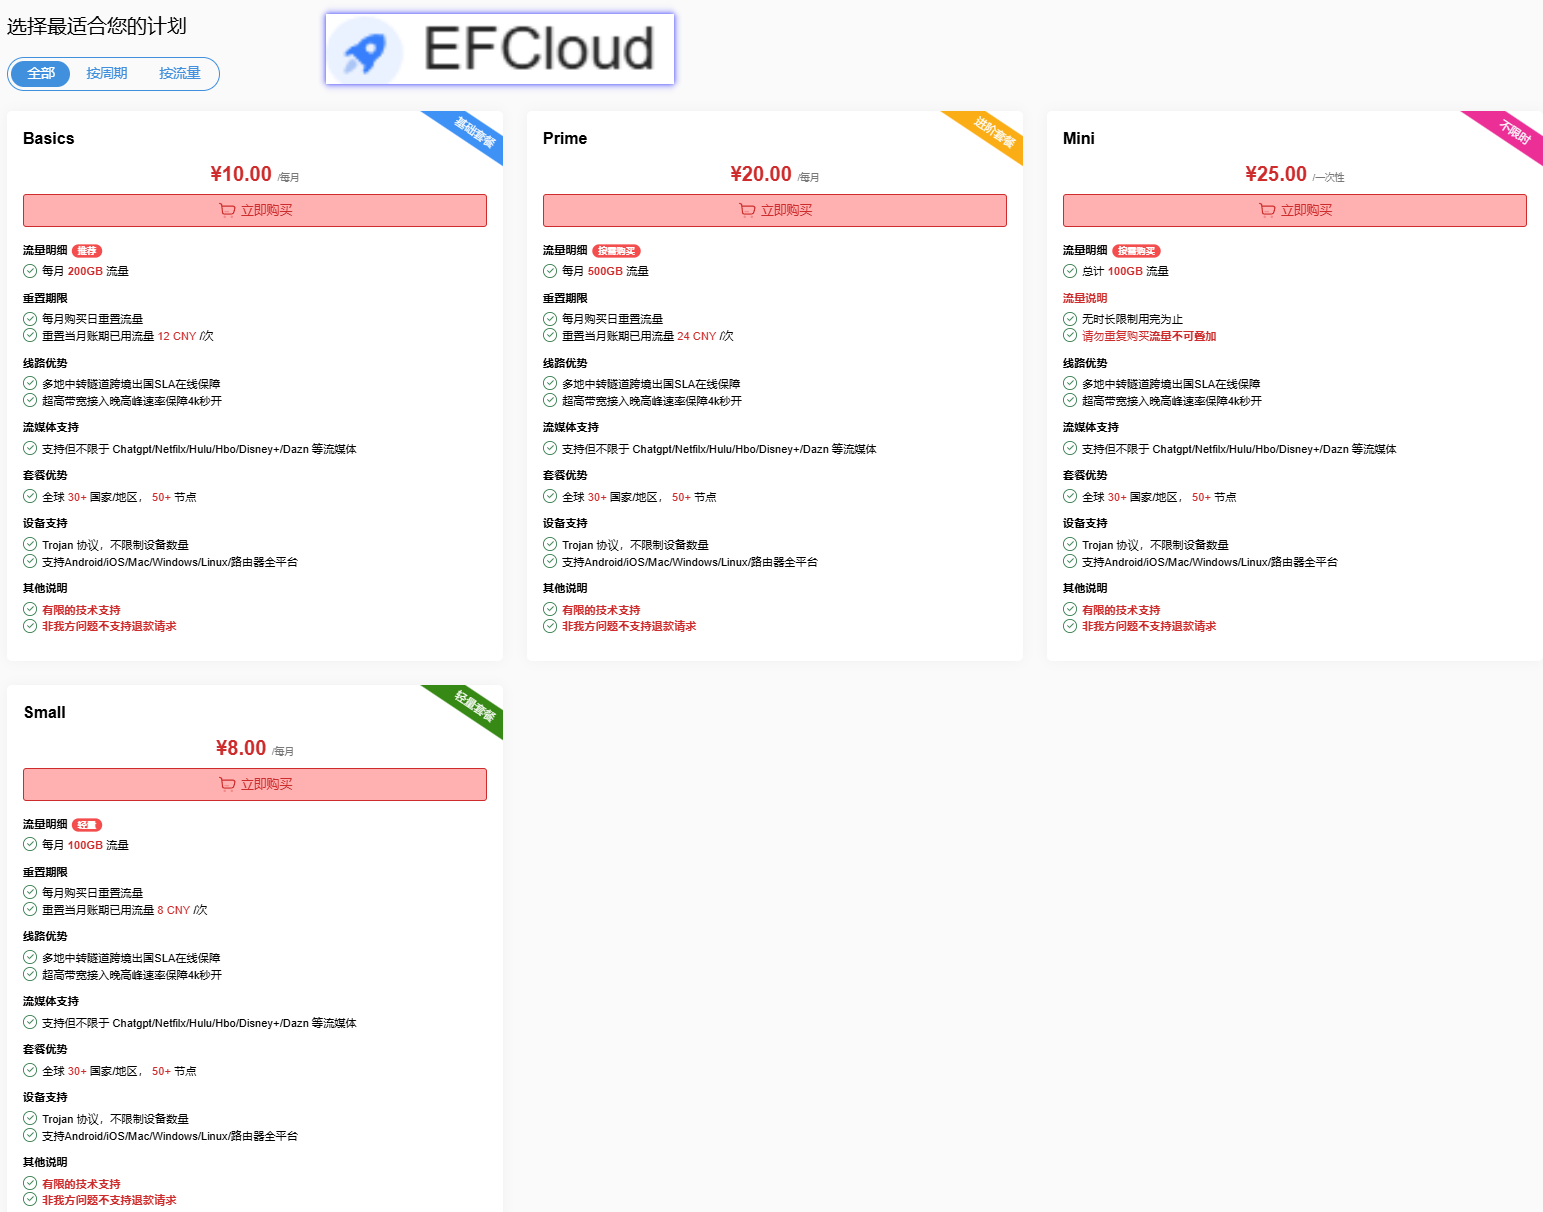 选择最适合您的计划
EFCloud
全部 按周期 按流量
Basics
基础套餐
¥10.00 /每月
立即购买
流量明细 推荐
每月 200GB 流量
重置期限
每月购买日重置流量
重置当月账期已用流量 12 CNY /次
线路优势
多地中转隧道跨境出国SLA在线保障
超高带宽接入晚高峰速率保障4k秒开
流媒体支持
支持但不限于 Chatgpt/Netfilx/Hulu/Hbo/Disney+/Dazn 等流媒体
套餐优势
全球 30+ 国家/地区， 50+ 节点
设备支持
Trojan 协议，不限制设备数量
支持Android/iOS/Mac/Windows/Linux/路由器全平台
其他说明
有限的技术支持
非我方问题不支持退款请求
Prime
进阶套餐
¥20.00 /每月
立即购买
流量明细 按需购买
每月 500GB 流量
重置期限
每月购买日重置流量
重置当月账期已用流量 24 CNY /次
线路优势
多地中转隧道跨境出国SLA在线保障
超高带宽接入晚高峰速率保障4k秒开
流媒体支持
支持但不限于 Chatgpt/Netfilx/Hulu/Hbo/Disney+/Dazn 等流媒体
套餐优势
全球 30+ 国家/地区， 50+ 节点
设备支持
Trojan 协议，不限制设备数量
支持Android/iOS/Mac/Windows/Linux/路由器全平台
其他说明
有限的技术支持
非我方问题不支持退款请求
Mini
不限时
¥25.00 /一次性
立即购买
流量明细 按需购买
总计 100GB 流量
流量说明
无时长限制用完为止
请勿重复购买流量不可叠加
线路优势
多地中转隧道跨境出国SLA在线保障
超高带宽接入晚高峰速率保障4k秒开
流媒体支持
支持但不限于 Chatgpt/Netfilx/Hulu/Hbo/Disney+/Dazn 等流媒体
套餐优势
全球 30+ 国家/地区， 50+ 节点
设备支持
Trojan 协议，不限制设备数量
支持Android/iOS/Mac/Windows/Linux/路由器全平台
其他说明
有限的技术支持
非我方问题不支持退款请求
Small
轻量套餐
¥8.00 /每月
立即购买
流量明细 轻量
每月 100GB 流量
重置期限
每月购买日重置流量
重置当月账期已用流量 8 CNY /次
线路优势
多地中转隧道跨境出国SLA在线保障
超高带宽接入晚高峰速率保障4k秒开
流媒体支持
支持但不限于 Chatgpt/Netfilx/Hulu/Hbo/Disney+/Dazn 等流媒体
套餐优势
全球 30+ 国家/地区， 50+ 节点
设备支持
Trojan 协议，不限制设备数量
支持Android/iOS/Mac/Windows/Linux/路由器全平台
其他说明
有限的技术支持
非我方问题不支持退款请求